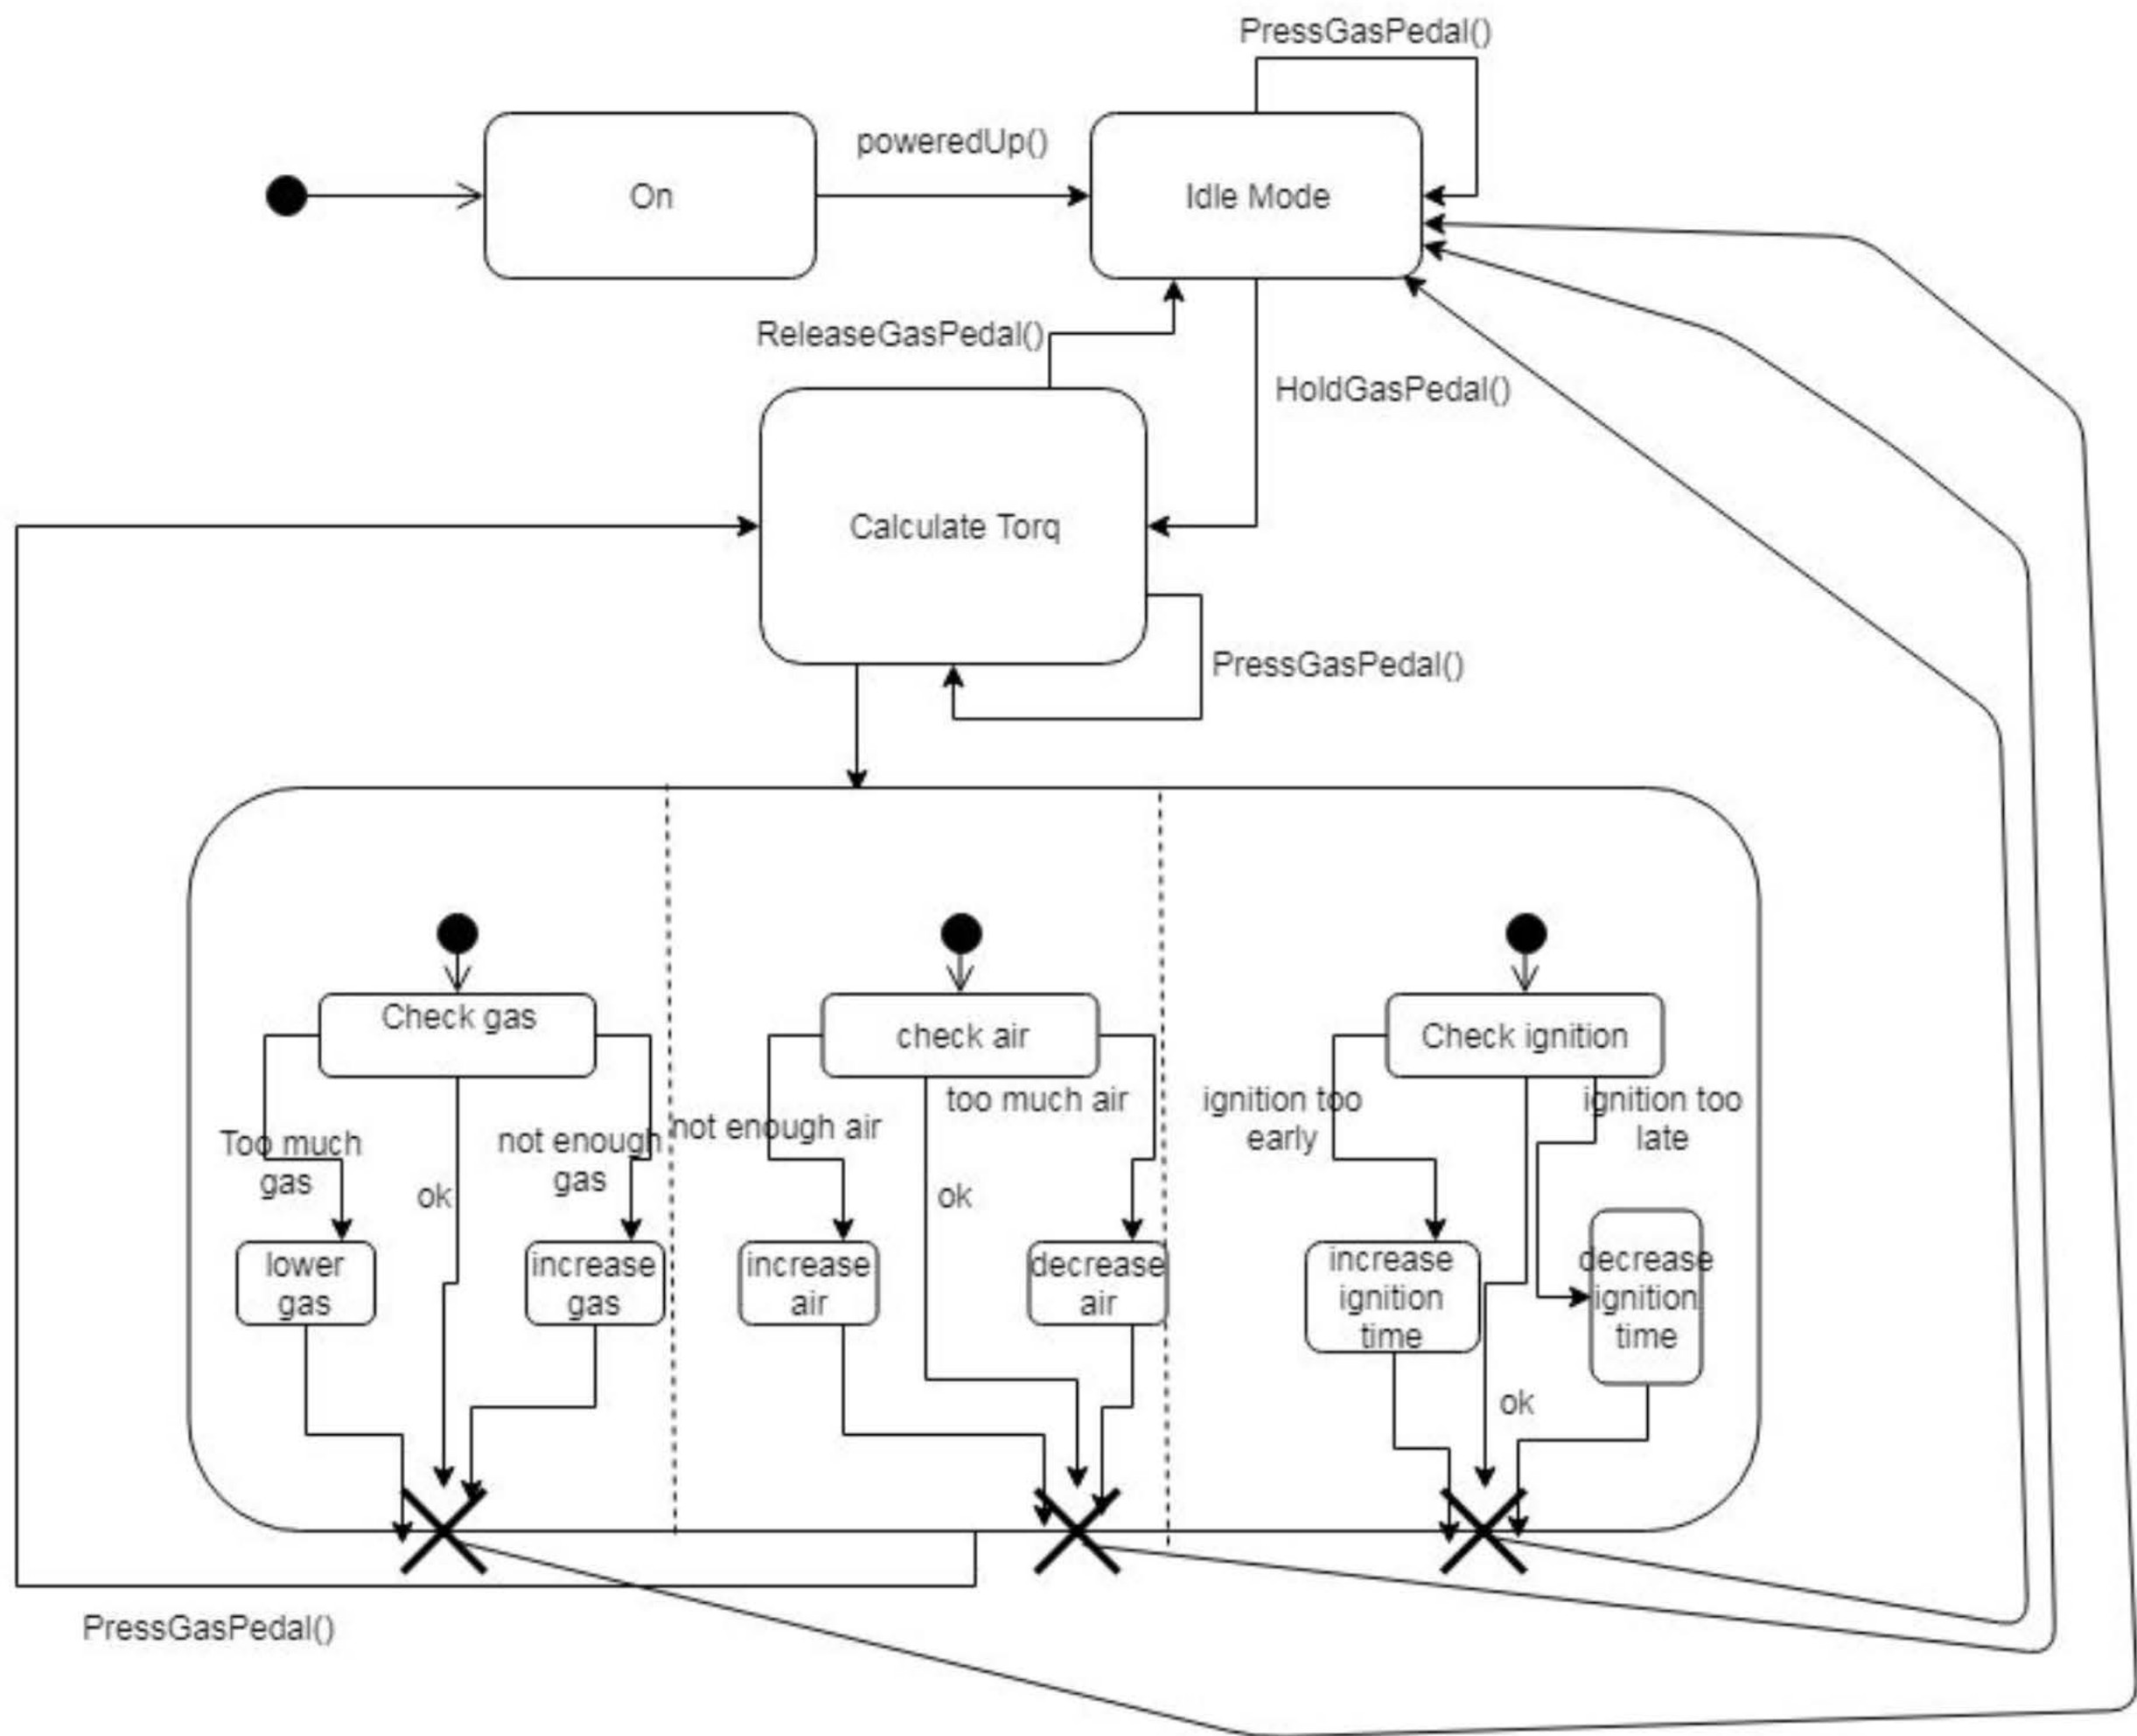 PressGasPedal()
poweredUp()
On
Idle Mode
ReleaseGasPedal()
HoldGasPedal()
Calculate Torq
PressGasPedal()
Check gas
check air
Check ignition
Too much
gas
ok
not enough
gas
not enough air
too much air
ok
ignition too
early
ignition too
late
lower
gas
increase
gas
increase
air
decrease
air
increase
ignition
time
decrease
ignition
time
ok
PressGasPedal()